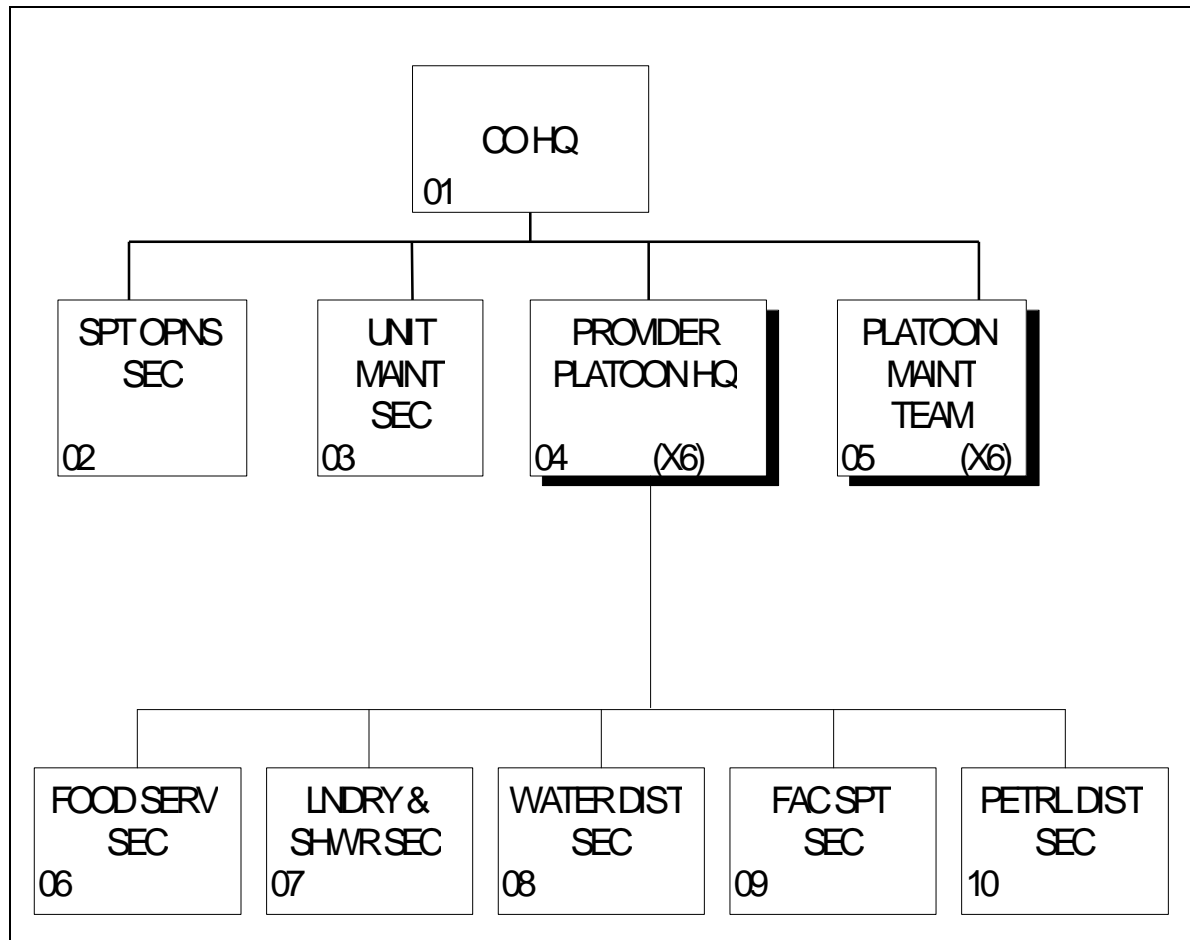 CO HQ
01
SPT OPNS
SEC
02
UNIT
MAINT
SEC
03
PROVIDER
PLATOON HQ
04 (X6)
PLATOON
MAINT
TEAM
05 (X6)
FOOD SERV
SEC
06
LNDRY &
SHWR SEC
07
WATER DIST
SEC
08
FAC SPT
SEC
09
PETRL DIST
SEC
10